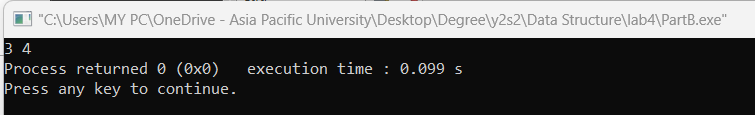 "C:\Users\MY PC\OneDrive - Asia Pacific University\Desktop\Degree\y2s2\Data Structure\lab4\PartB.exe"
3 4
Process returned 0 (0x0)   execution time : 0.099 s
Press any key to continue.